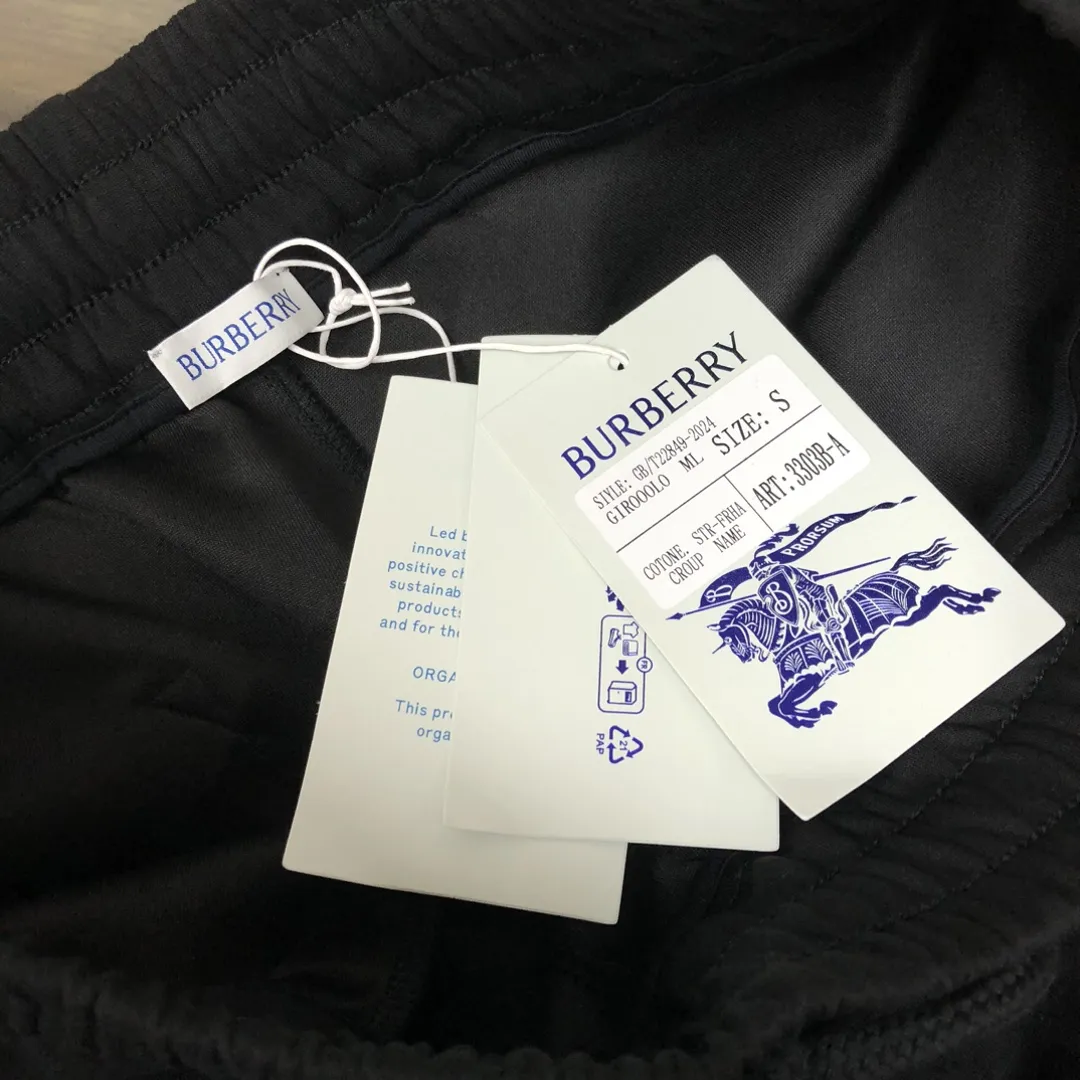 BURBERRY
BURBERRY
SIYLE: GB/T22849-2024
GIROOOLO ML SIZE: S
COTONE. STR-FRHA
CROUP NAME
ART:3303B-A
PRORSUM
B
Led b
innovat
positive ch
sustainab
products
and for the
ORGA
This pro
orga
21
PAP